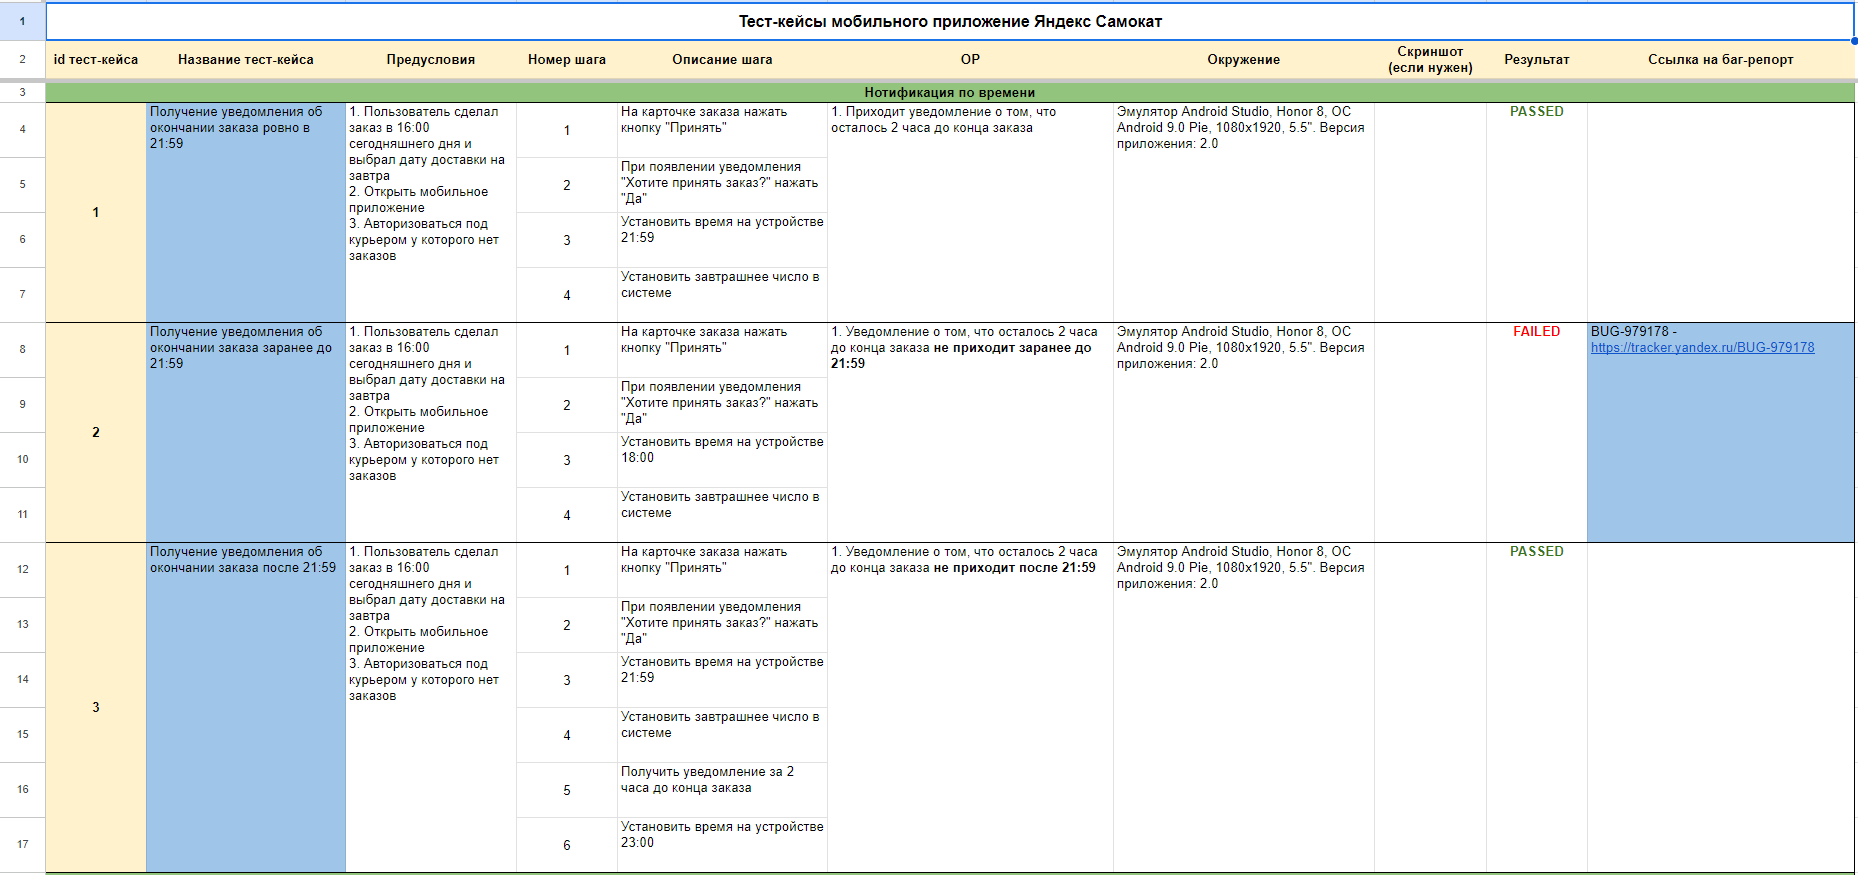 1
Тест-кейсы мобильного приложение Яндекс Самокат
2
id тест-кейса
Название тест-кейса
Предусловия
Номер шага
Описание шага
ОР
Окружение
Скриншот
(если нужен)
Результат
Ссылка на баг-репорт
3
Нотификация по времени
4
5
6
7
1
Получение уведомления об
окончании заказа ровно в
21:59
1. Пользователь сделал
заказ в 16:00
сегодняшнего дня и
выбрал дату доставки на
завтра
2. Открыть мобильное
приложение
3. Авторизоваться под
курьером у которого нет
заказов
1
На карточке заказа нажать
кнопку "Принять"
2
При появлении уведомления
"Хотите принять заказ?" нажать
"Да"
3
Установить время на устройстве
21:59
4
Установить завтрашнее число в
системе
1. Приходит уведомление о том, что
осталось 2 часа до конца заказа
Эмулятор Android Studio, Honor 8, ОС
Android 9.0 Pie, 1080x1920, 5.5". Версия
приложения: 2.0
PASSED
8
9
10
11
2
Получение уведомления об
окончании заказа заранее до
21:59
1. Пользователь сделал
заказ в 16:00
сегодняшнего дня и
выбрал дату доставки на
завтра
2. Открыть мобильное
приложение
3. Авторизоваться под
курьером у которого нет
заказов
1
На карточке заказа нажать
кнопку "Принять"
2
При появлении уведомления
"Хотите принять заказ?" нажать
"Да"
3
Установить время на устройстве
18:00
4
Установить завтрашнее число в
системе
1. Уведомление о том, что осталось 2 часа
до конца заказа не приходит заранее до
21:59
Эмулятор Android Studio, Honor 8, ОС
Android 9.0 Pie, 1080x1920, 5.5". Версия
приложения: 2.0
FAILED
BUG-979178 -
https://tracker.yandex.ru/BUG-979178
12
13
14
15
16
17
3
Получение уведомления об
окончании заказа после 21:59
1. Пользователь сделал
заказ в 16:00
сегодняшнего дня и
выбрал дату доставки на
завтра
2. Открыть мобильное
приложение
3. Авторизоваться под
курьером у которого нет
заказов
1
На карточке заказа нажать
кнопку "Принять"
2
При появлении уведомления
"Хотите принять заказ?" нажать
"Да"
3
Установить время на устройстве
21:59
4
Установить завтрашнее число в
системе
5
Получить уведомление за 2
часа до конца заказа
6
Установить время на устройстве
23:00
1. Уведомление о том, что осталось 2 часа
до конца заказа не приходит после 21:59
Эмулятор Android Studio, Honor 8, ОС
Android 9.0 Pie, 1080x1920, 5.5". Версия
приложения: 2.0
PASSED